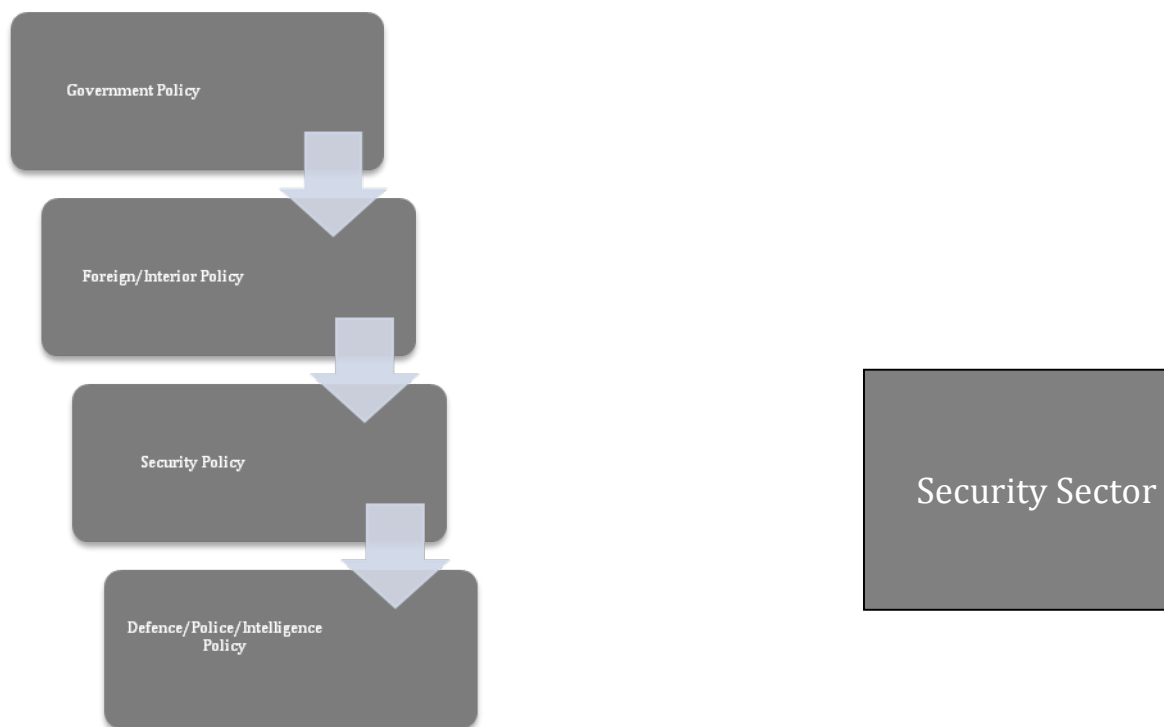 Government Policy
Foreign/Interior Policy
Security Policy
Defence/Police/Intelligence
Policy
Security Sector